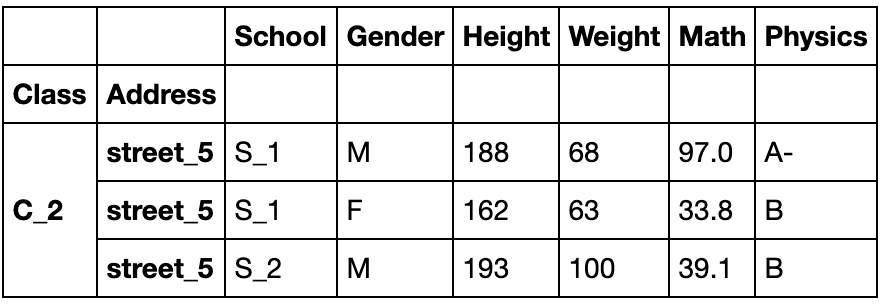 School Gender Height Weight Math Physics
Class Address
street_5 S_1 M 188 68 97.0 A-
C_2 street_5 S_1 F 162 63 33.8 B
street_5 S_2 M 193 100 39.1 B